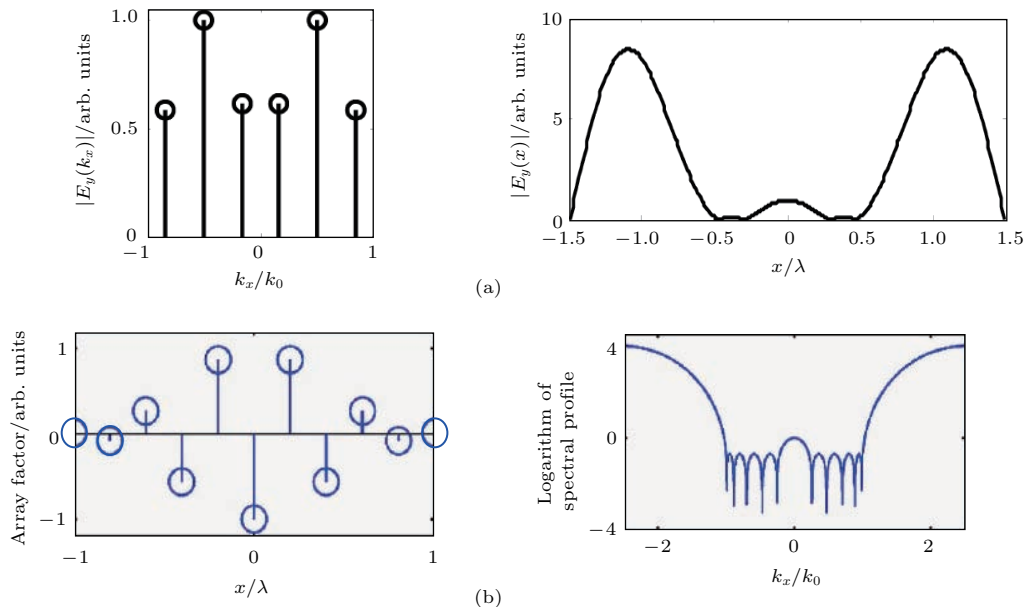 1.0
0.5
0
−1
0
1
|E_y(k_x)|/arb. units
k_x/k_0
10
5
0
−1.5
−1.0
−0.5
0
0.5
1.0
1.5
|E_y(x)|/arb. units
x/λ
(a)
1
0
−1
−1
0
1
Array factor/arb. units
x/λ
4
0
−4
−2
0
2
Logarithm of
spectral profile
k_x/k_0
(b)